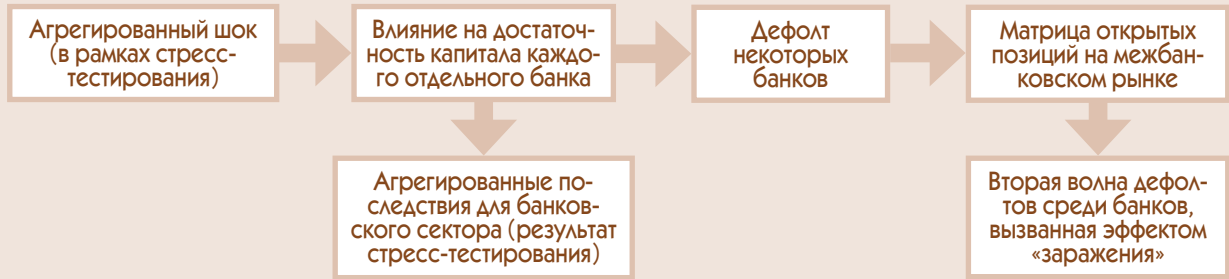 Агрегированный шок
(в рамках стресс-
тестирования)
Влияние на достаточ-
ность капитала каждо-
го отдельного банка
Дефолт
некоторых
банков
Матрица открытых
позиций на межбан-
ковском рынке
Агрегированные по-
следствия для банков-
ского сектора (результат
стресс-тестирования)
Вторая волна дефол-
тов среди банков,
вызванная эффектом
«заражения»